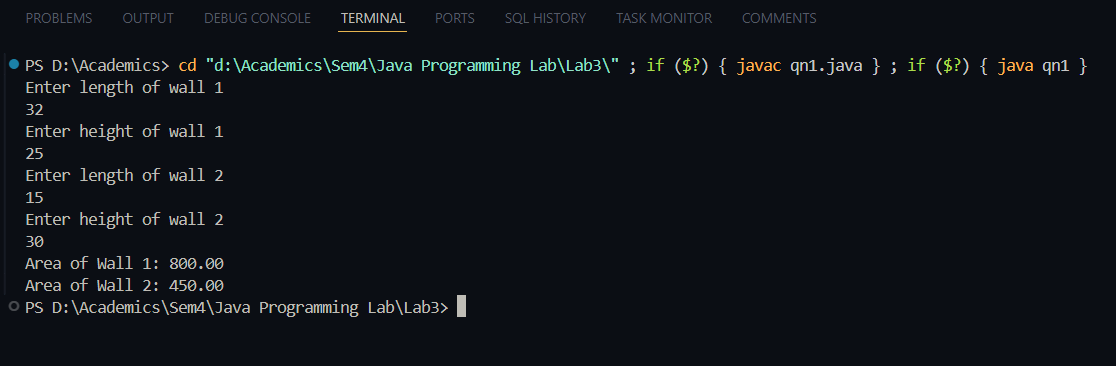 PROBLEMS OUTPUT DEBUG CONSOLE TERMINAL PORTS SQL HISTORY TASK MONITOR COMMENTS
PS D:\Academics> cd "d:\Academics\Sem4\Java Programming Lab\Lab3\" ; if ($?) { javac qn1.java } ; if ($?) { java qn1 }
Enter length of wall 1
32
Enter height of wall 1
25
Enter length of wall 2
15
Enter height of wall 2
30
Area of Wall 1: 800.00
Area of Wall 2: 450.00
PS D:\Academics\Sem4\Java Programming Lab\Lab3>